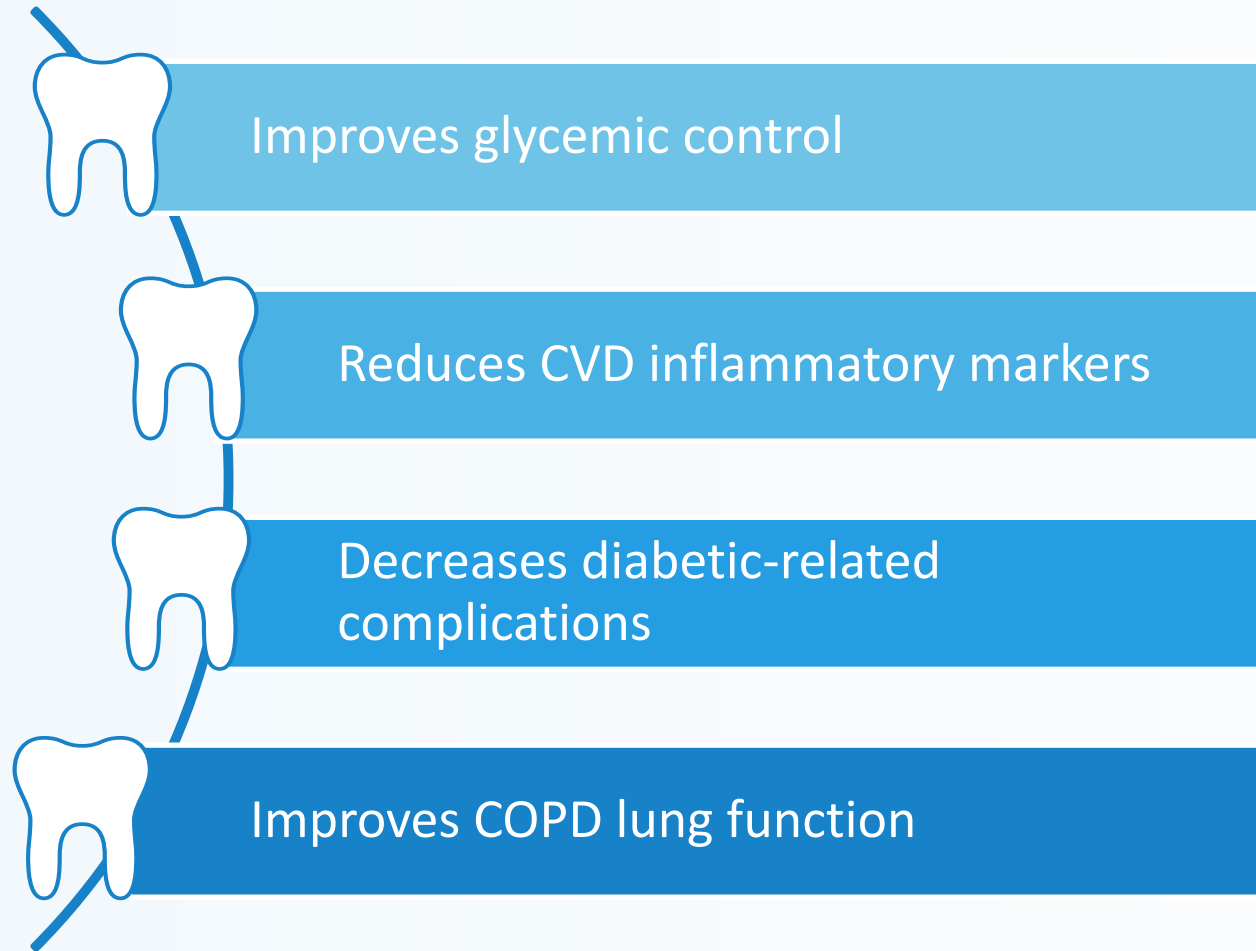 Improves glycemic control
Reduces CVD inflammatory markers
Decreases diabetic-related
complications
Improves COPD lung function